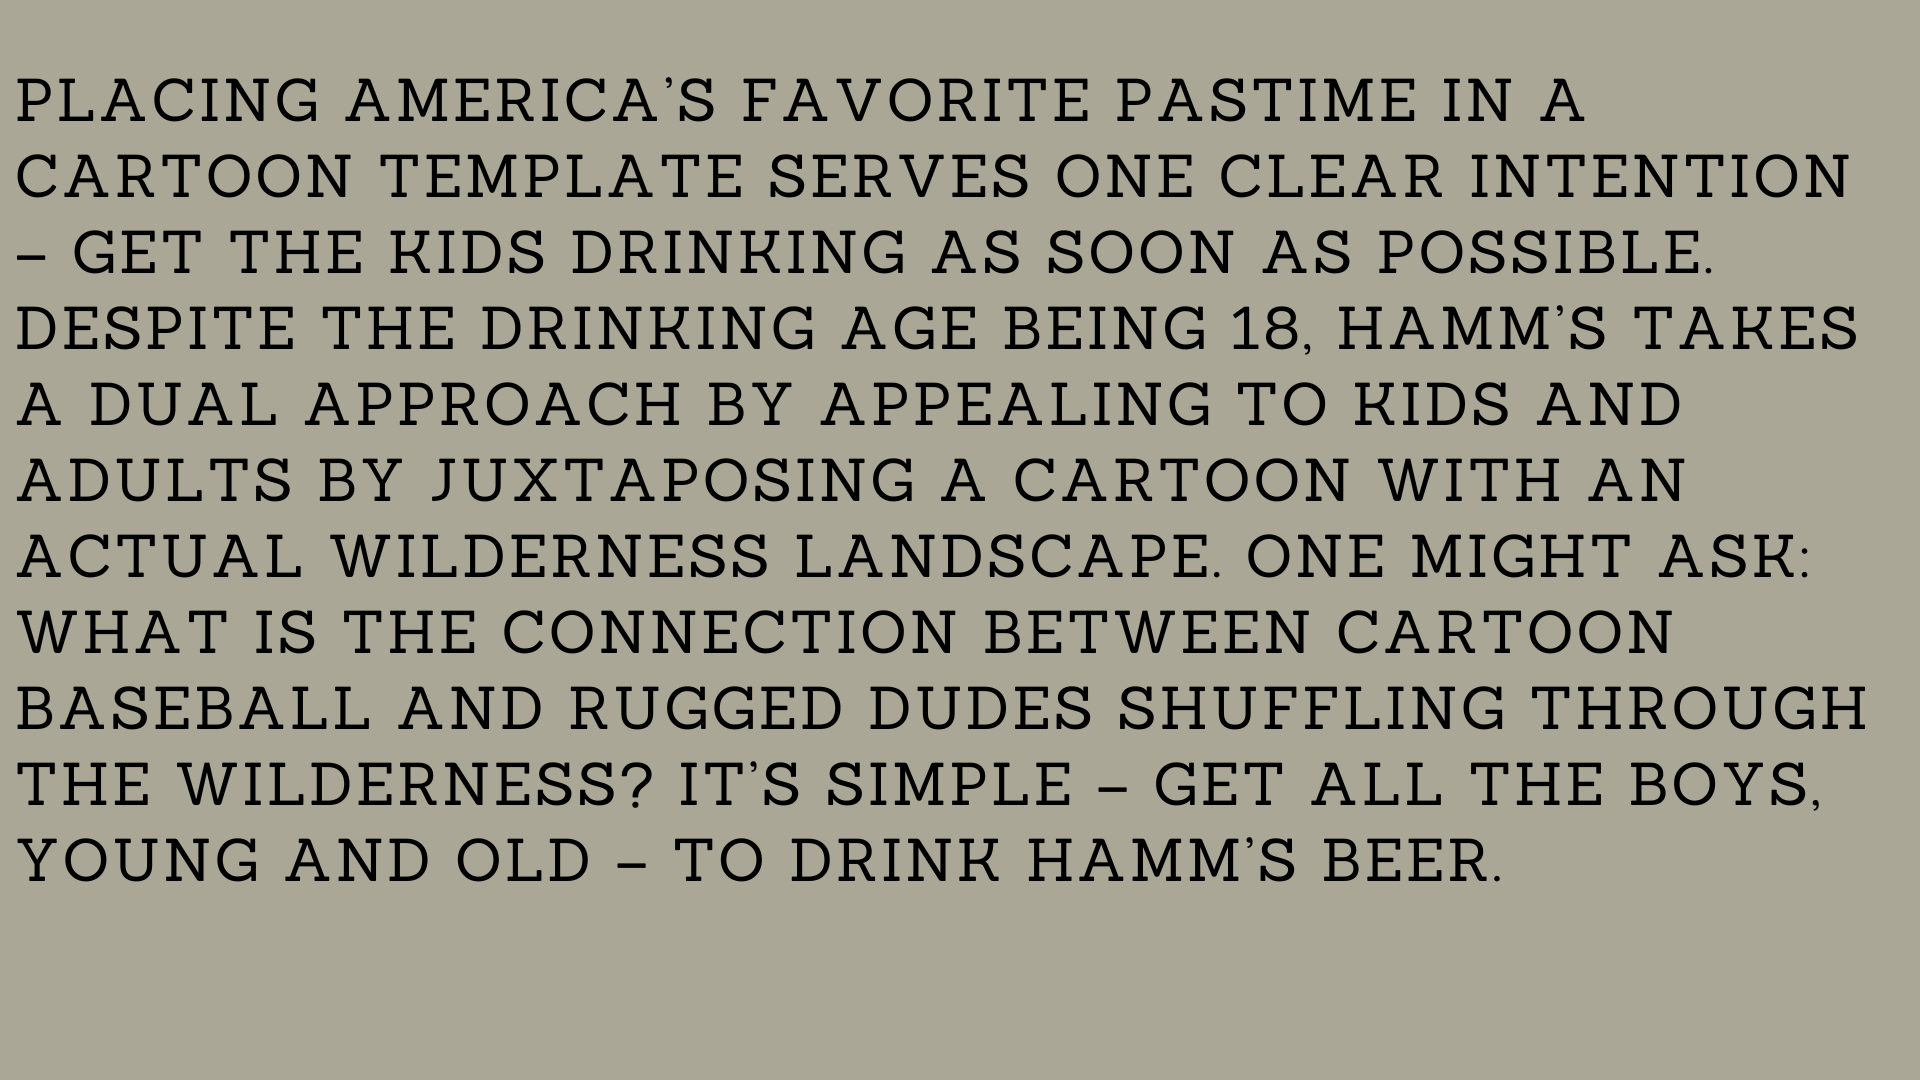 PLACING AMERICA’S FAVORITE PASTIME IN A
CARTOON TEMPLATE SERVES ONE CLEAR INTENTION
– GET THE KIDS DRINKING AS SOON AS POSSIBLE.
DESPITE THE DRINKING AGE BEING 18, HAMM’S TAKES
A DUAL APPROACH BY APPEALING TO KIDS AND
ADULTS BY JUXTAPOSING A CARTOON WITH AN
ACTUAL WILDERNESS LANDSCAPE. ONE MIGHT ASK:
WHAT IS THE CONNECTION BETWEEN CARTOON
BASEBALL AND RUGGED DUDES SHUFFLING THROUGH
THE WILDERNESS? IT’S SIMPLE – GET ALL THE BOYS,
YOUNG AND OLD – TO DRINK HAMM’S BEER.